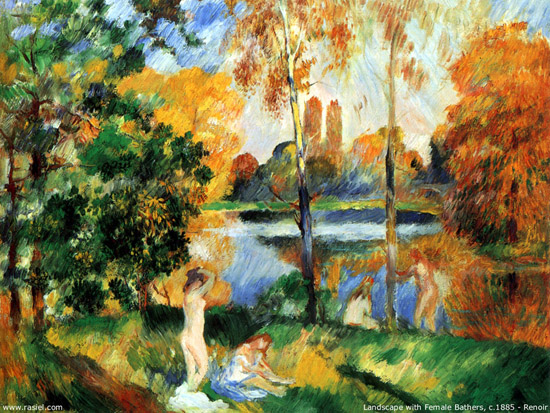 www.rasiel.com
Landscape with Female Bathers, c.1885 - Renoir